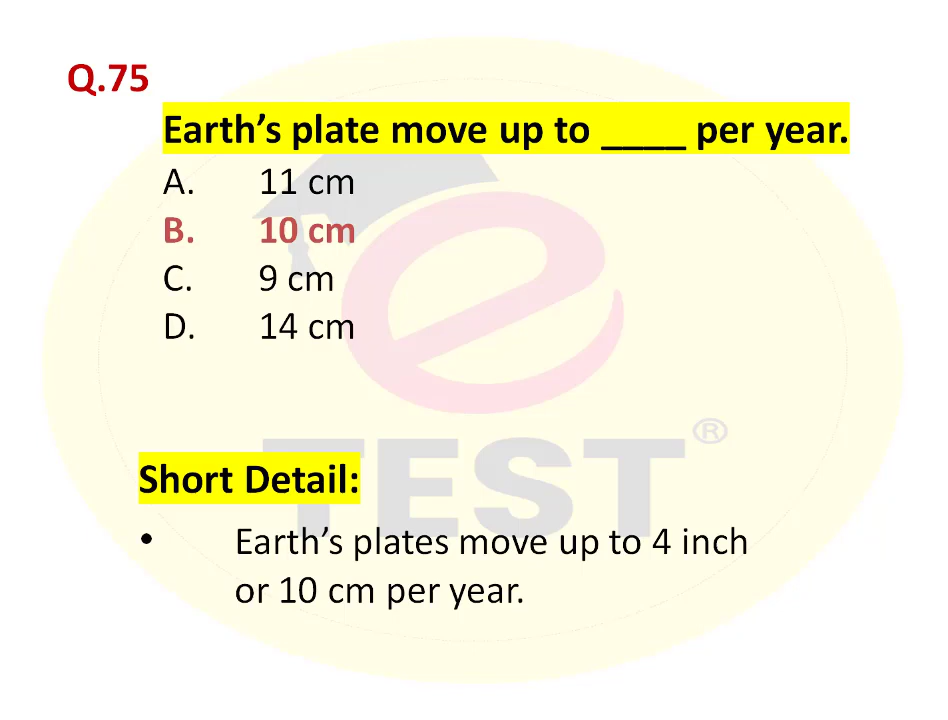 Q.75
Earth’s plate move up to ____ per year.
A. 11 cm
B. 10 cm
C. 9 cm
D. 14 cm
e
TEST®
Short Detail:
• Earth’s plates move up to 4 inch
or 10 cm per year.